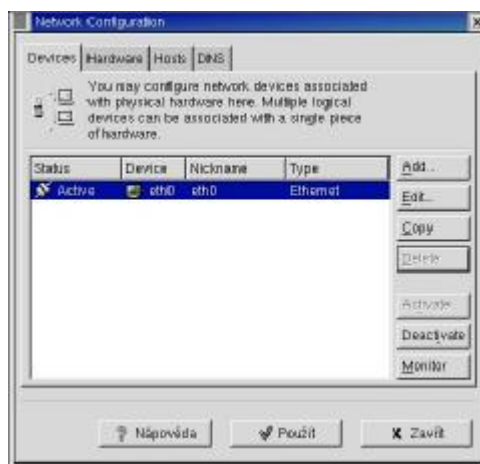 Network Configuration
Devices Hardware Hosts DNS
You may configure network devices associated
with physical hardware here. Multiple logical
devices can be associated with a single piece
of hardware.
Status Device Nickname Type
Active eth0 eth0 Ethernet
Add...
Edit...
Copy
Delete
Activate
Deactivate
Monitor
Nápověda Použít Zavřít